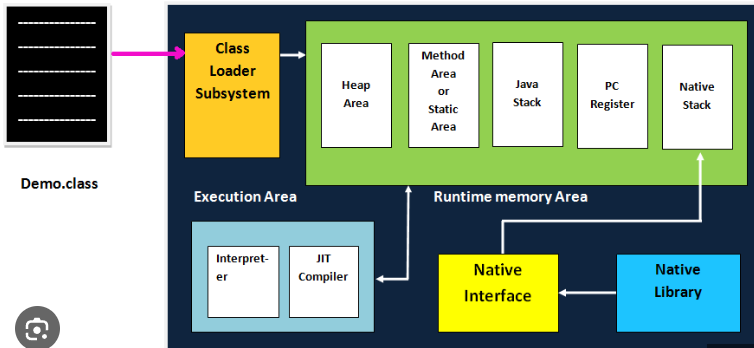 Demo.class
Class
Loader
Subsystem
Heap
Area
Method
Area
or
Static
Area
Java
Stack
PC
Register
Native
Stack
Execution Area
Runtime memory Area
Interpret-
er
JIT
Compiler
Native
Interface
Native
Library